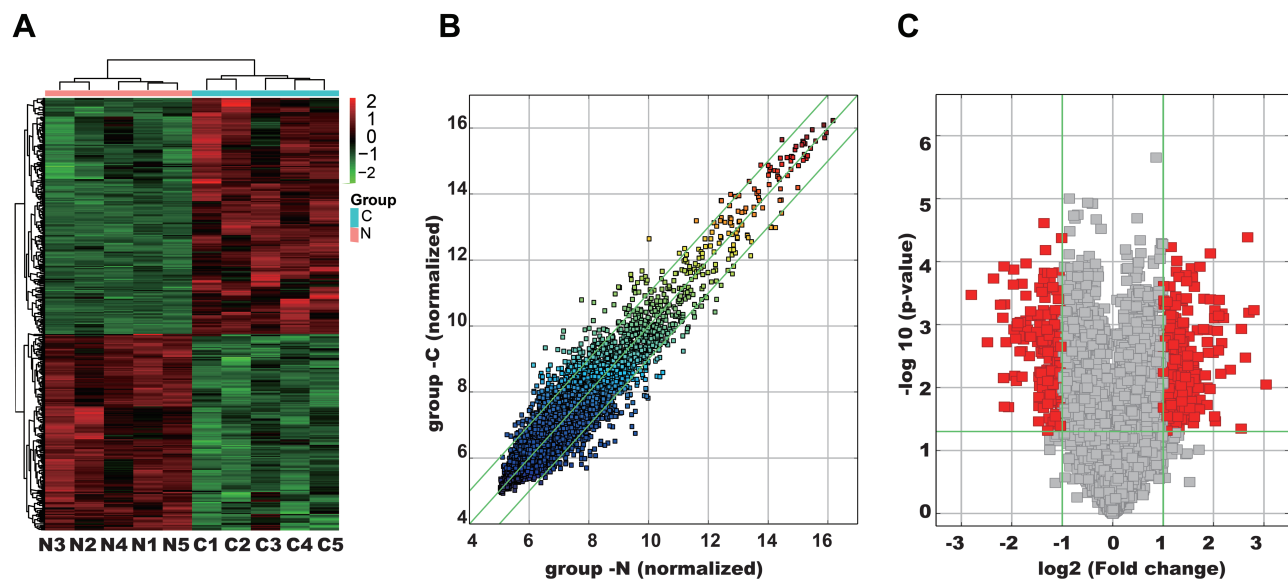 A
B
C
2
1
0
−1
−2
Group
C
N
N3 N2 N4 N1 N5 C1 C2 C3 C4 C5
group -C (normalized)
16
14
12
10
8
6
4
4 6 8 10 12 14 16
group -N (normalized)
-log 10 (p-value)
6
5
4
3
2
1
0
-3 -2 -1 0 1 2 3
log2 (Fold change)